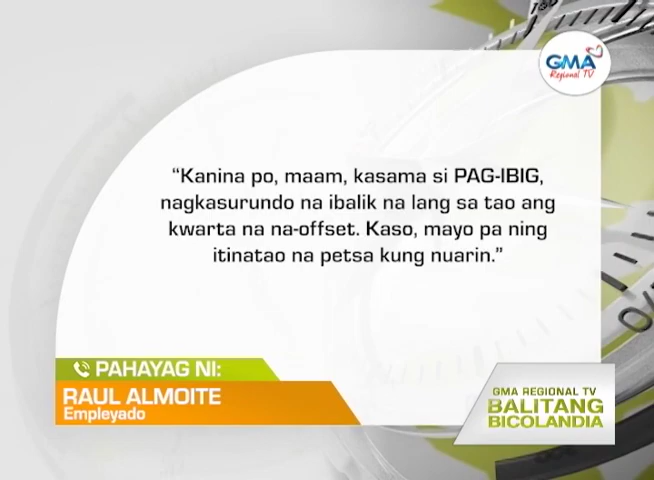 GMA
Regional TV
“Kanina po, maam, kasama si PAG-IBIG,
nagkasurundo na ibalik na lang sa tao ang
kwarta na na-offset. Kaso, mayo pa ning
itinatao na petsa kung nuarin.”
PAHAYAG NI:
RAUL ALMOITE
Empleyado
GMA REGIONAL TV
BALITANG
BICOLANDIA